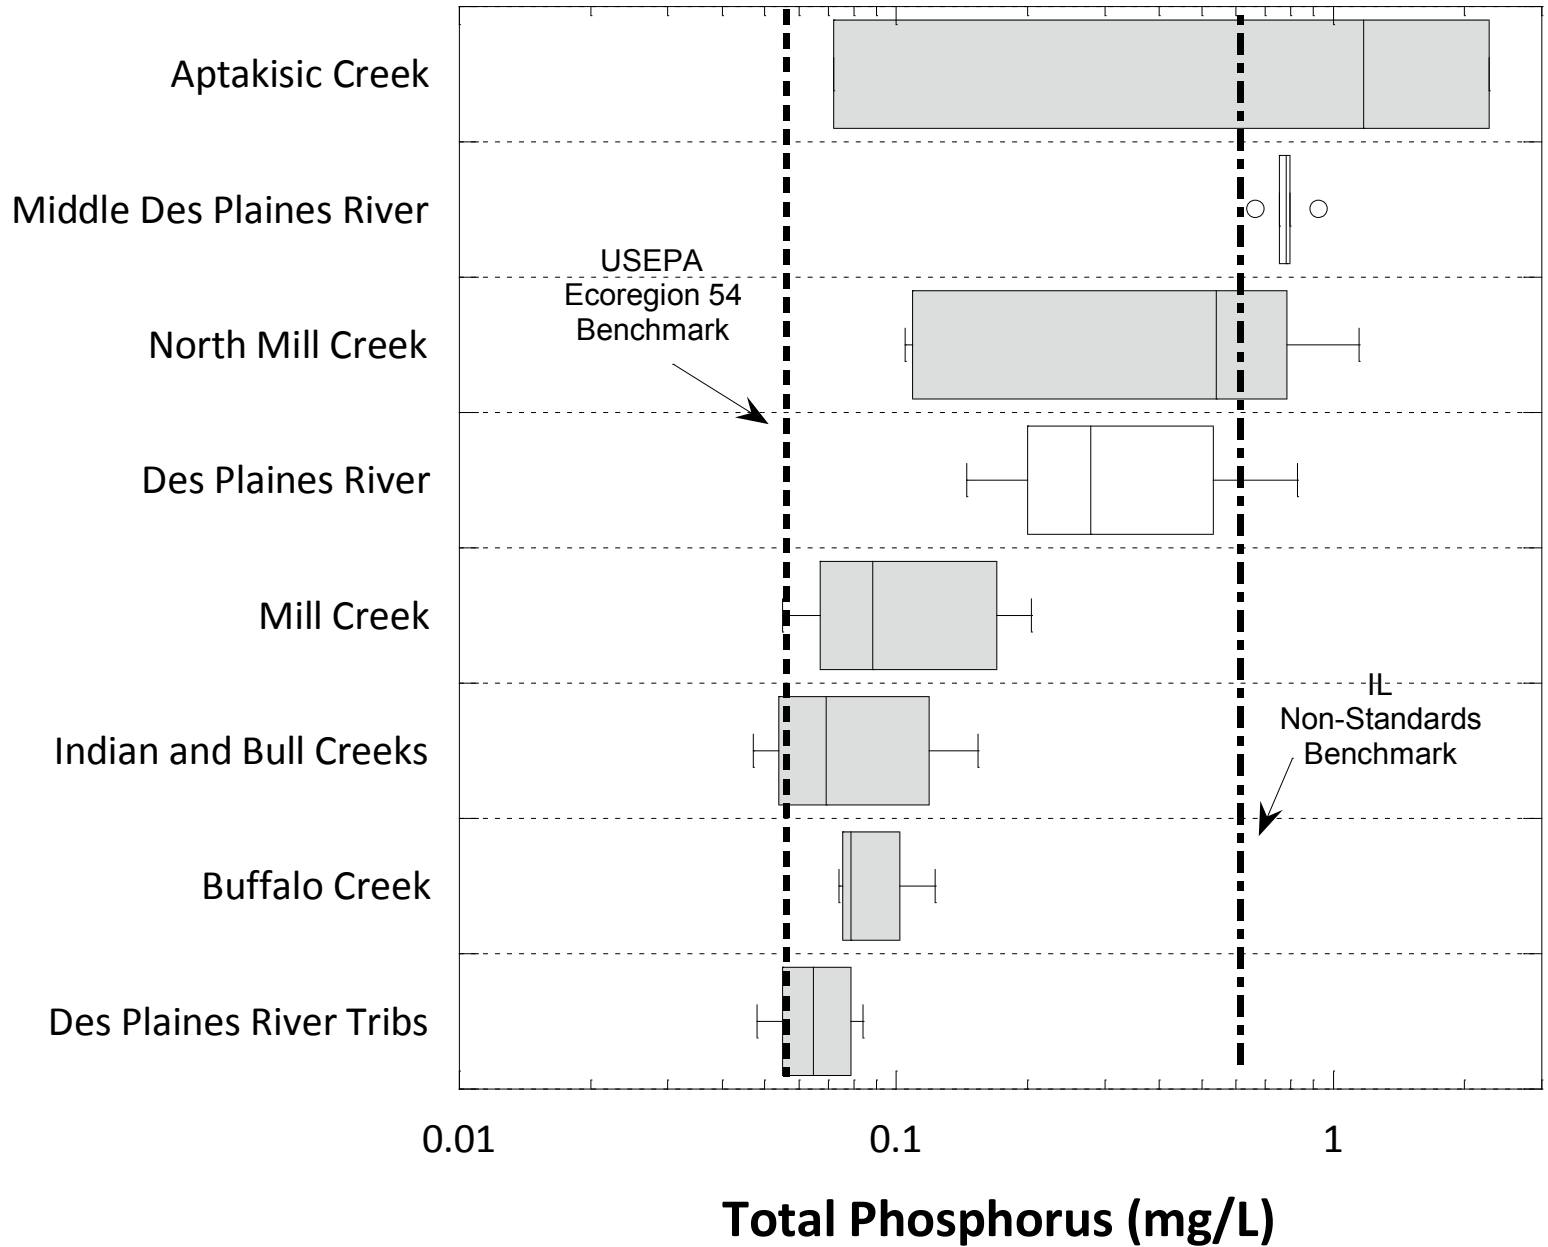 Aptakisic Creek
Middle Des Plaines River
USEPA
Ecoregion 54
Benchmark
North Mill Creek
Des Plaines River
Mill Creek
IL
Non-Standards
Benchmark
Indian and Bull Creeks
Buffalo Creek
Des Plaines River Tribs
0.01 0.1 1
Total Phosphorus (mg/L)